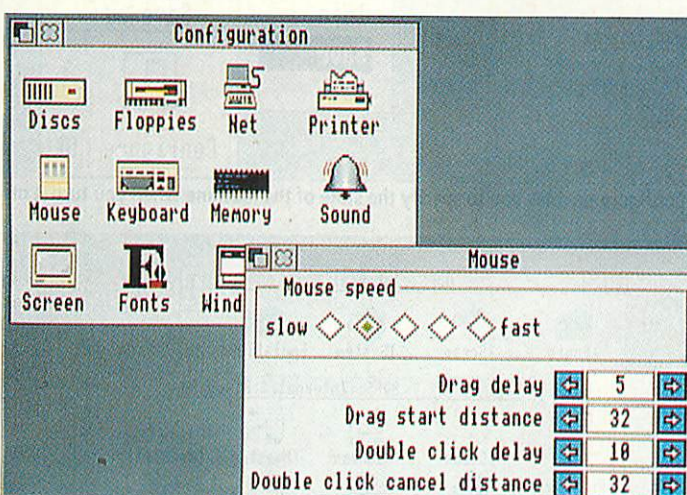 Configuration
Discs Floppies Net Printer
Mouse Keyboard Memory Sound
Screen Fonts Wind
Mouse
Mouse speed
slow fast
Drag delay 5
Drag start distance 32
Double click delay 10
Double click cancel distance 32